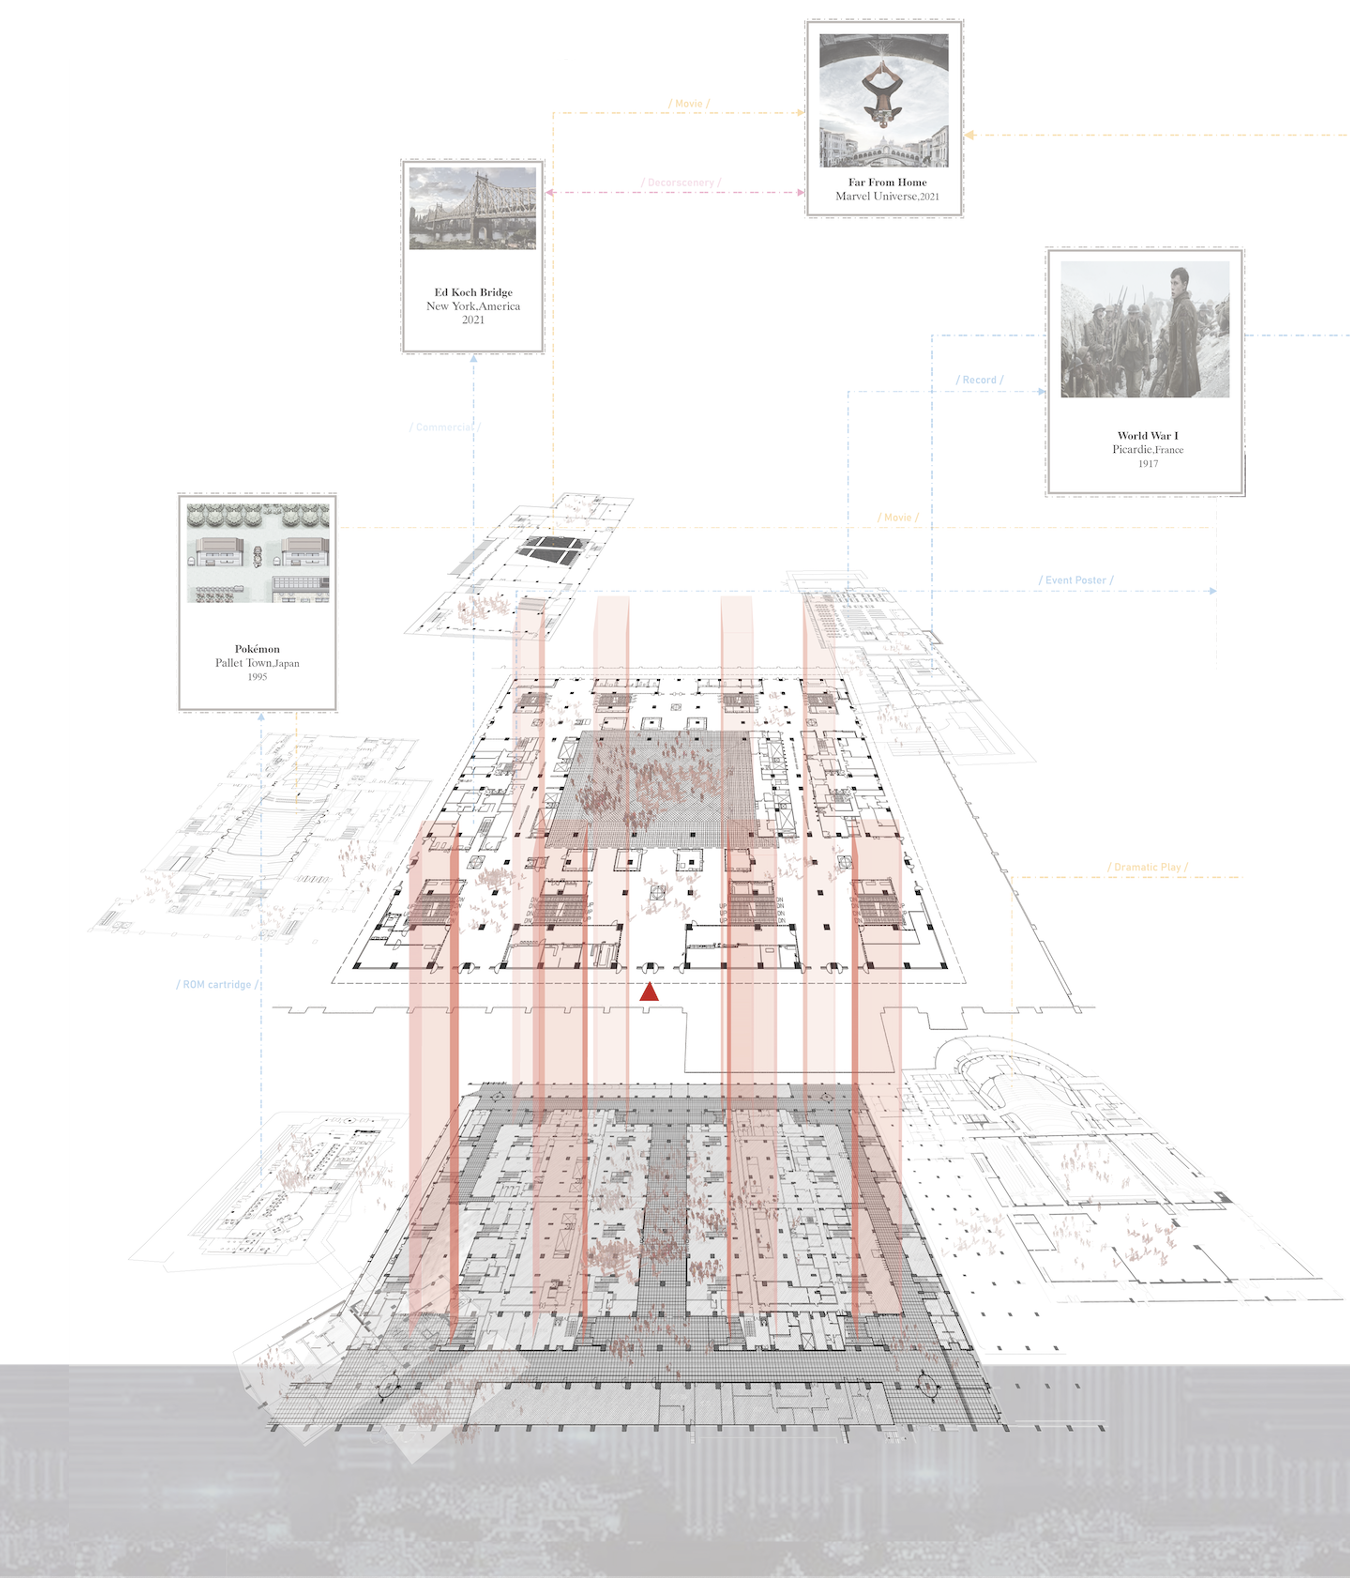 / Movie /
Far From Home
Marvel Universe,2021
/ Decorscenery /
Ed Koch Bridge
New York,America
2021
/ Record /
World War I
Picardie,France
1917
/ Commercial /
/ Movie /
/ Event Poster /
Pokémon
Pallet Town,Japan
1995
/ Dramatic Play /
/ ROM cartridge /